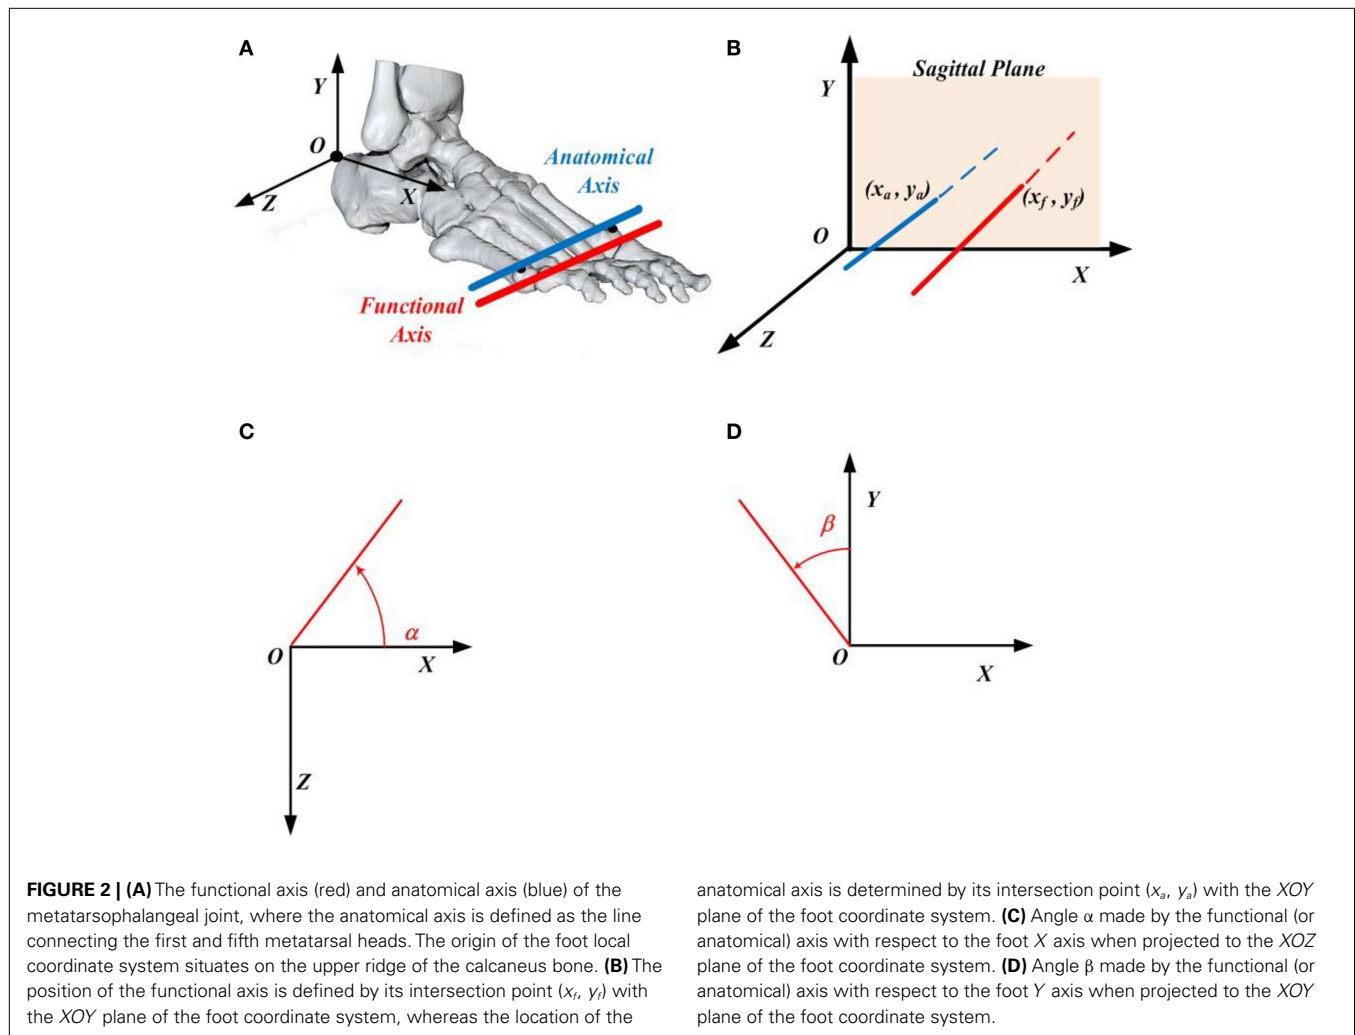 A
Y
O
Z
X
Anatomical
Axis
Functional
Axis
B
Sagittal Plane
Y
(xa, ya)
(xf, yf)
O
X
Z
C
α
O
X
Z
D
Y
β
O
X
FIGURE 2 | (A) The functional axis (red) and anatomical axis (blue) of the
metatarsophalangeal joint, where the anatomical axis is defined as the line
connecting the first and fifth metatarsal heads. The origin of the foot local
coordinate system situates on the upper ridge of the calcaneus bone. (B) The
position of the functional axis is defined by its intersection point (xf, yf) with
the XOY plane of the foot coordinate system, whereas the location of the
anatomical axis is determined by its intersection point (xa, ya) with the XOY
plane of the foot coordinate system. (C) Angle α made by the functional (or
anatomical) axis with respect to the foot X axis when projected to the XOZ
plane of the foot coordinate system. (D) Angle β made by the functional (or
anatomical) axis with respect to the foot Y axis when projected to the XOY
plane of the foot coordinate system.